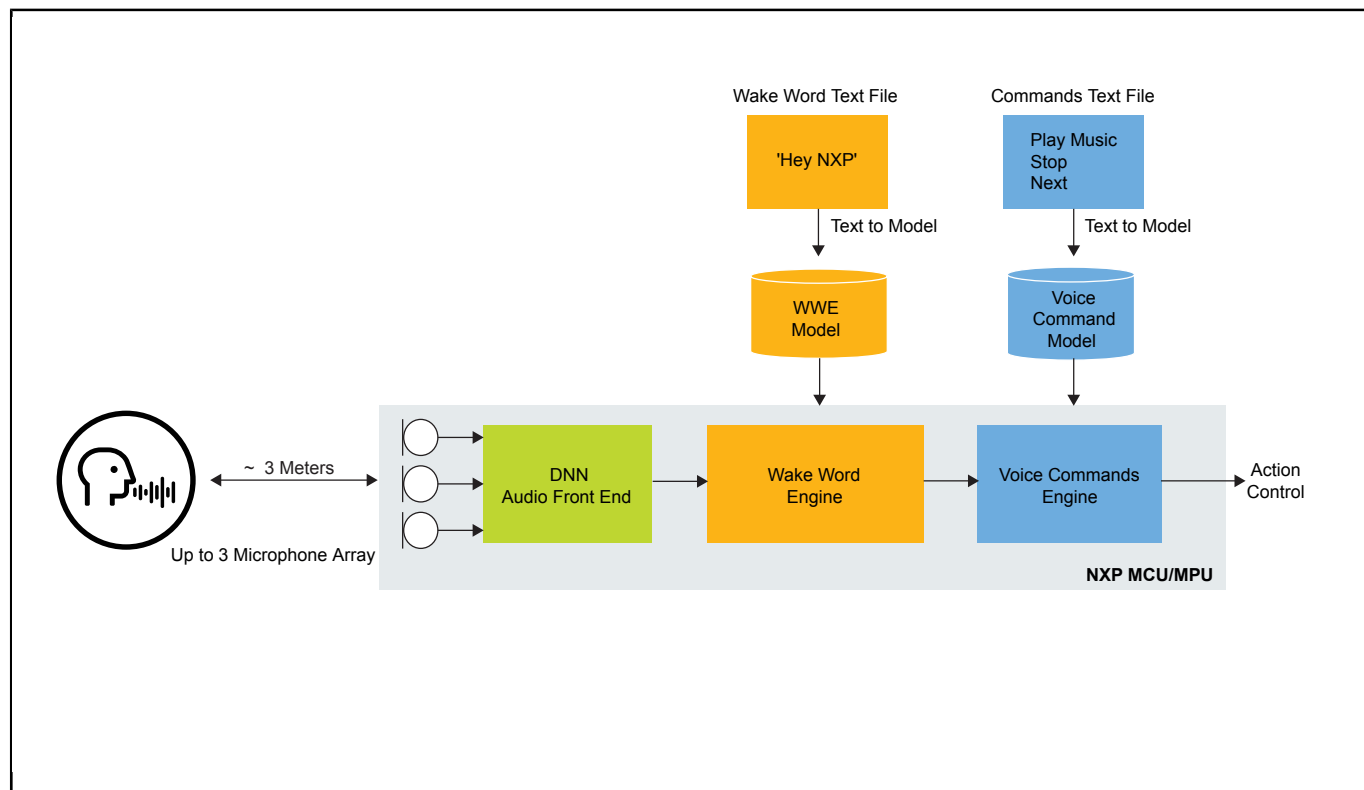 Wake Word Text File
Commands Text File
'Hey NXP'
Play Music
Stop
Next
Text to Model
Text to Model
WWE
Model
Voice
Command
Model
~ 3 Meters
DNN
Audio Front End
Wake Word
Engine
Voice Commands
Engine
Action
Control
Up to 3 Microphone Array
NXP MCU/MPU